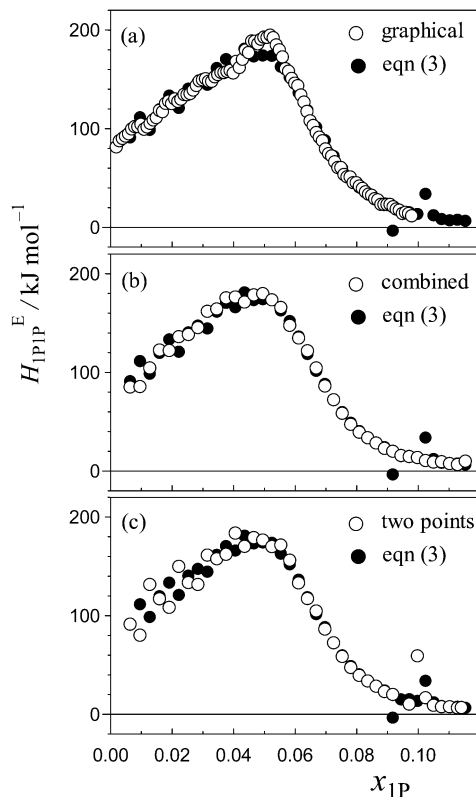 (a)
graphical
eqn (3)
200
100
0
(b)
combined
eqn (3)
200
100
0
(c)
two points
eqn (3)
200
100
0
H1P1P^E / kJ mol−1
0.00 0.02 0.04 0.06 0.08 0.10
x1P